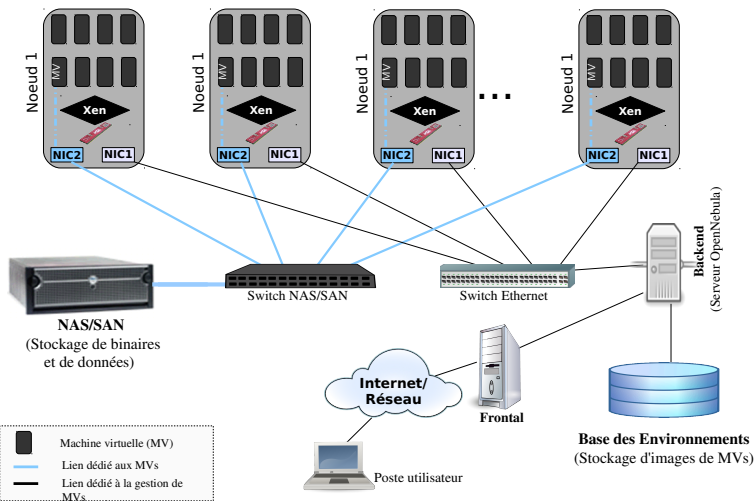 Noeud 1
MV
Xen
NIC2
NIC1
Noeud 1
MV
Xen
NIC2
NIC1
Noeud 1
MV
Xen
NIC2
NIC1
...
Noeud 1
MV
Xen
NIC2
NIC1
Switch NAS/SAN
Switch Ethernet
Backend
(Serveur OpenNebula)
NAS/SAN
(Stockage de binaires
et de données)
Internet/
Réseau
Frontal
Base des Environnements
(Stockage d'images de MVs)
Poste utilisateur
Machine virtuelle (MV)
Lien dédié aux MVs
Lien dédié à la gestion de
MVs